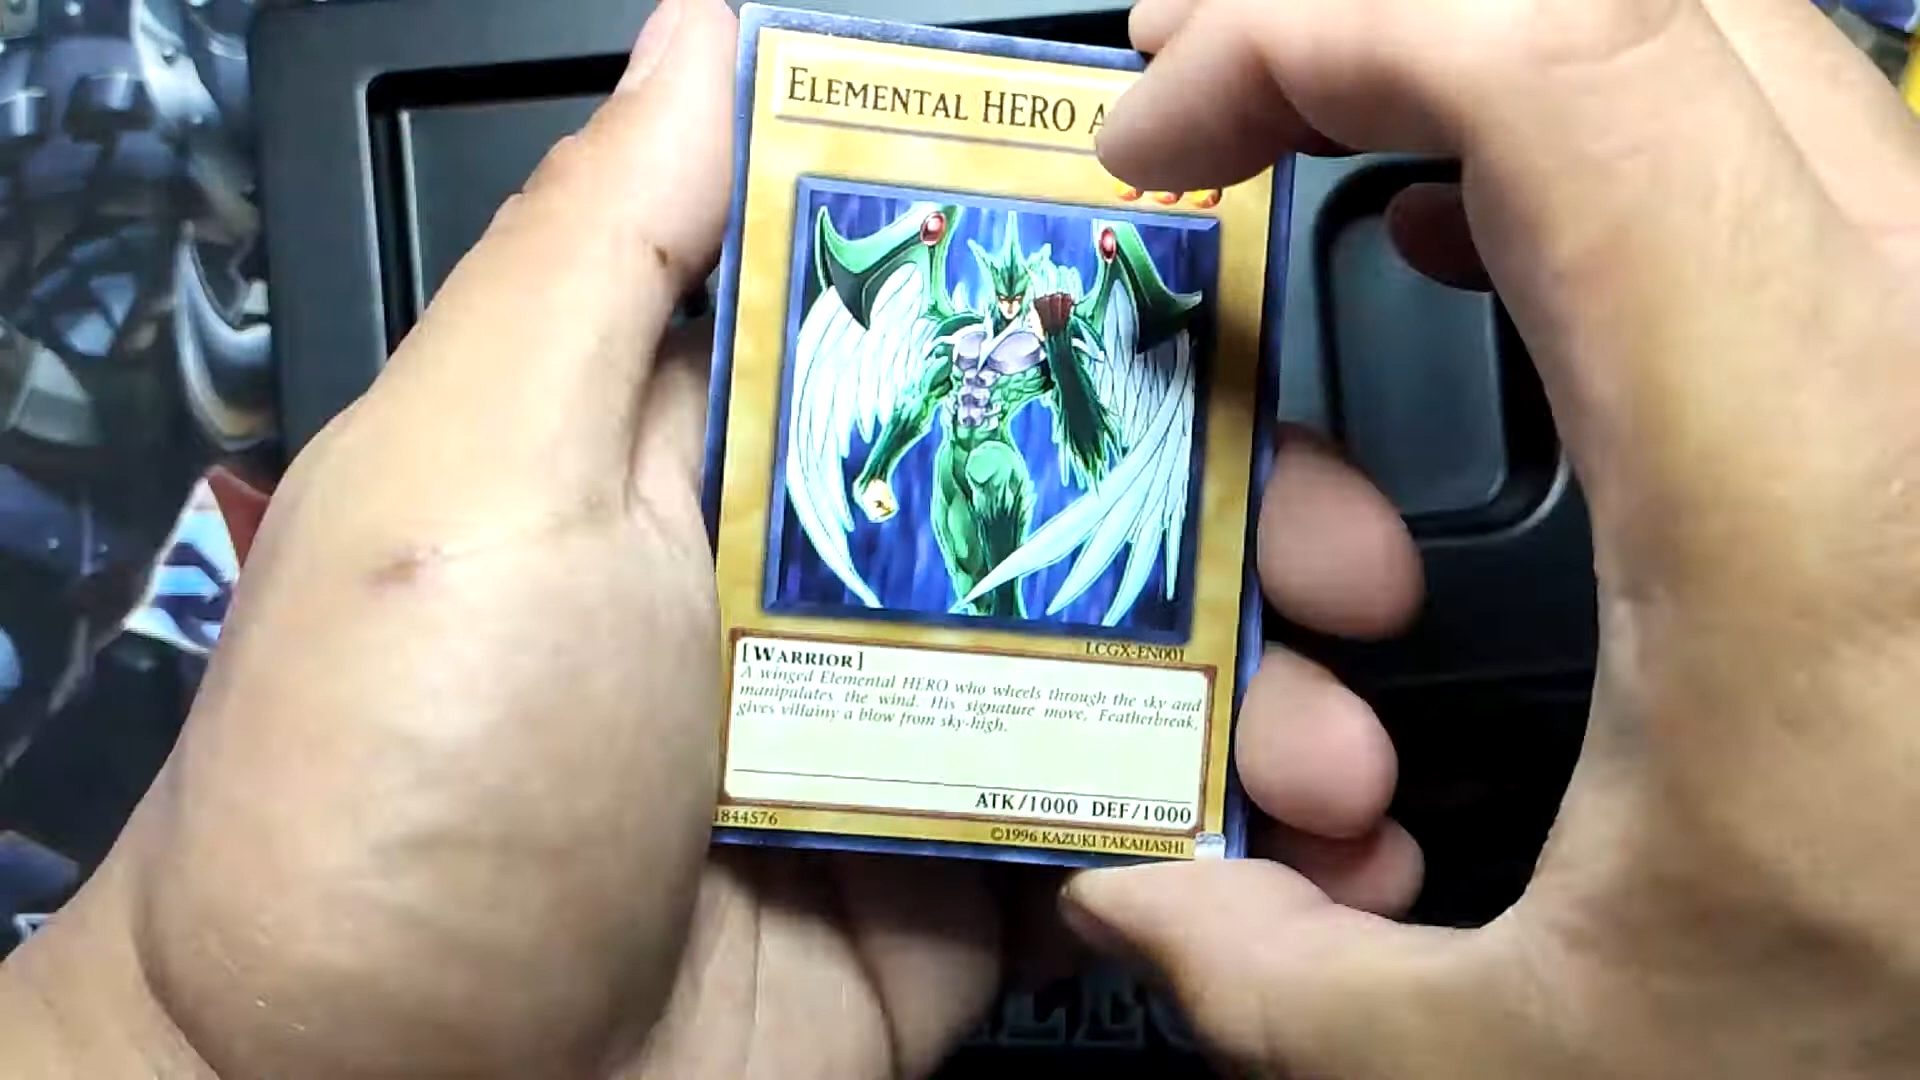 ELEMENTAL HERO A
LCGX-EN001
[WARRIOR]
A winged Elemental HERO who wheels through the sky and
manipulates the wind. His signature move, Featherbreak,
gives villainy a blow from sky-high.
ATK/1000 DEF/1000
1844576
©1996 KAZUKI TAKAHASHI